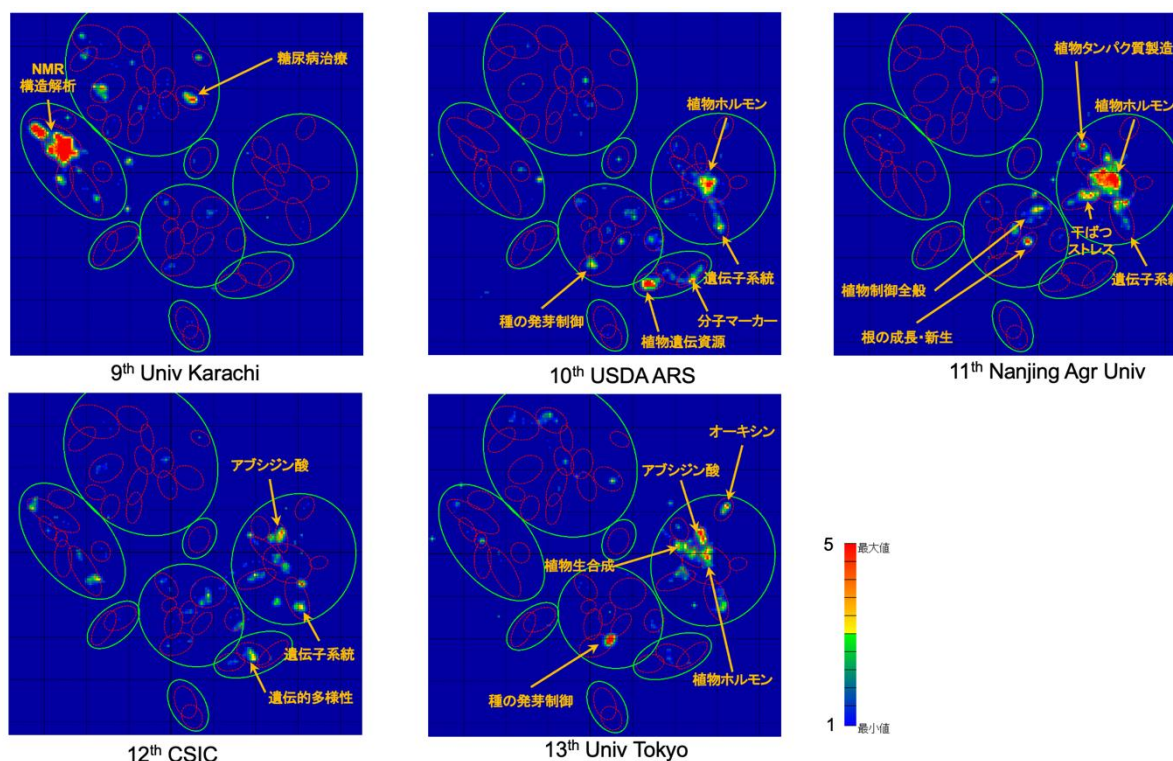 NMR
構造解析
糖尿病治療
9th Univ Karachi
植物ホルモン
種の発芽制御
遺伝子系統
分子マーカー
植物遺伝資源
10th USDA ARS
植物タンパク質製造
植物ホルモン
干ばつ
ストレス
植物制御全般
遺伝子系
根の成長・新生
11th Nanjing Agr Univ
アブシジン酸
遺伝子系統
遺伝的多様性
12th CSIC
オーキシン
アブシジン酸
植物生合成
植物ホルモン
種の発芽制御
13th Univ Tokyo
5 最大値
1 最小値